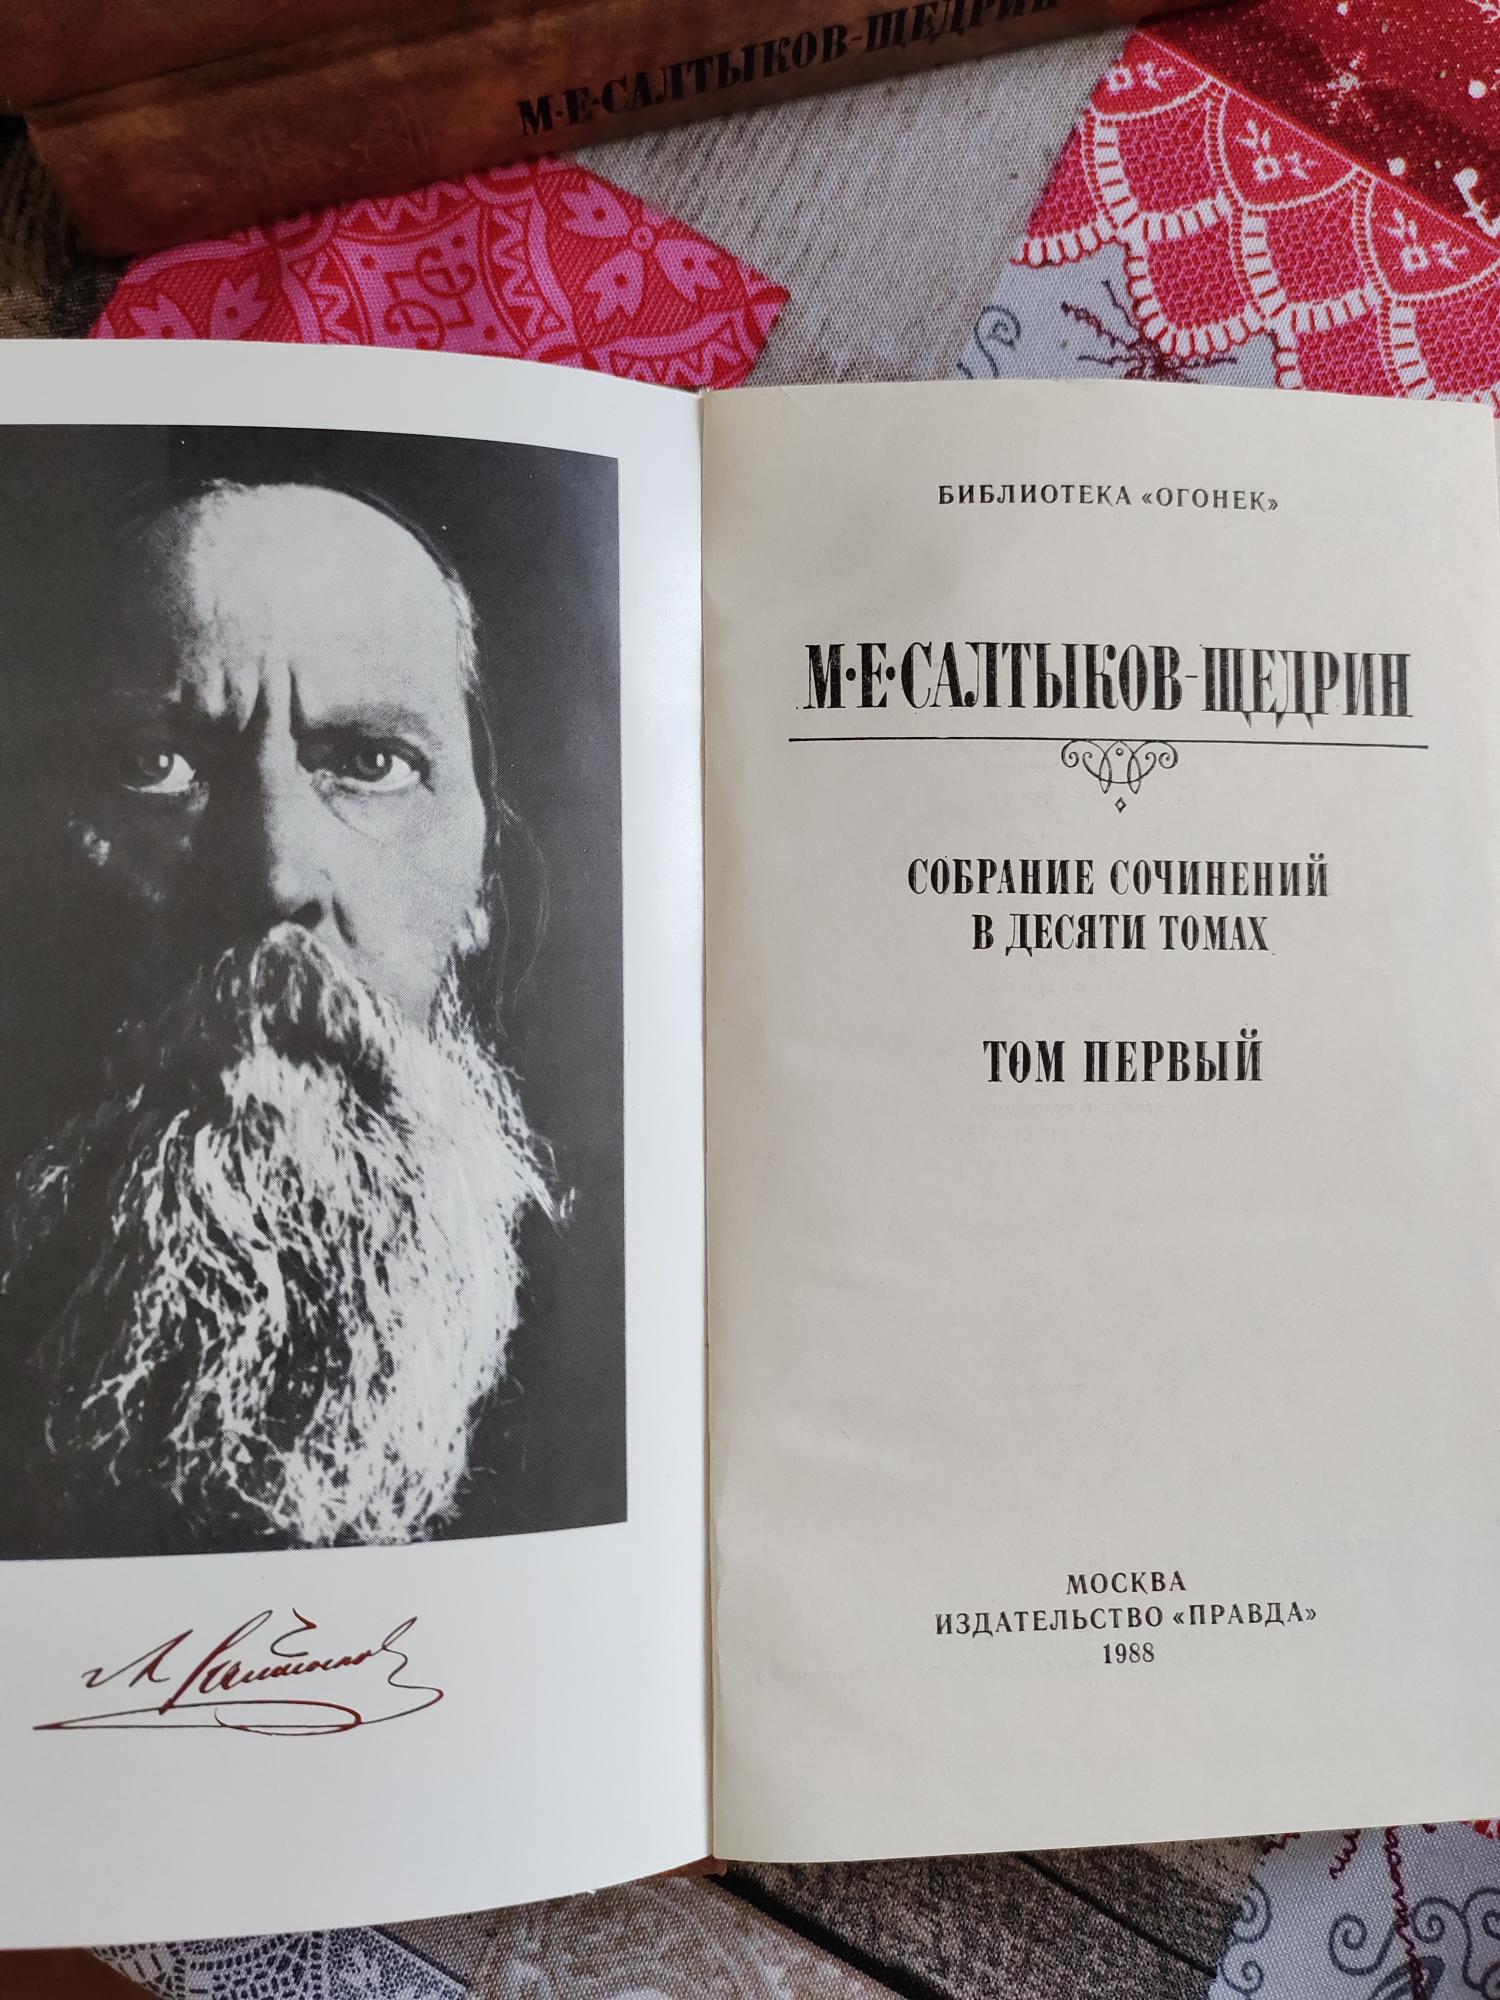 М·Е·САЛТЫКОВ-ЩЕДРИН
БИБЛИОТЕКА «ОГОНЕК»
М·Е·САЛТЫКОВ-ЩЕДРИН
СОБРАНИЕ СОЧИНЕНИЙ
В ДЕСЯТИ ТОМАХ
ТОМ ПЕРВЫЙ
МОСКВА
ИЗДАТЕЛЬСТВО «ПРАВДА»
1988